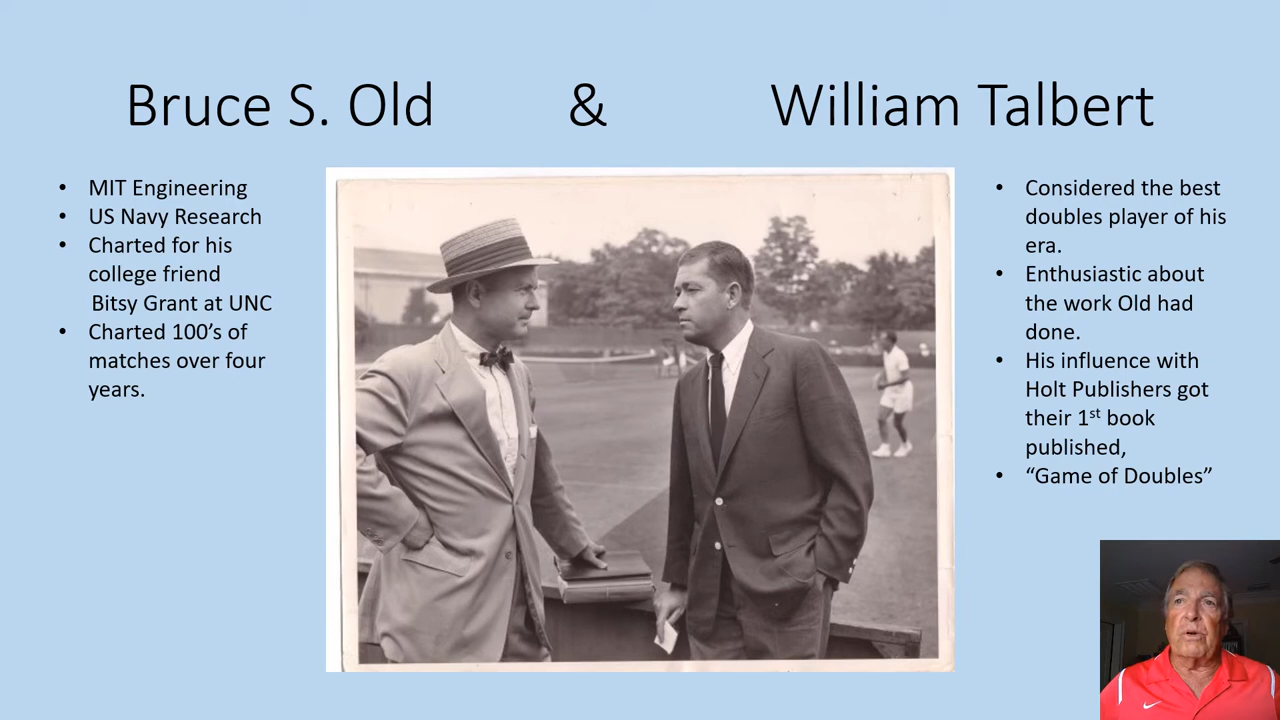 Bruce S. Old & William Talbert
• MIT Engineering
• US Navy Research
• Charted for his
college friend
Bitsy Grant at UNC
• Charted 100’s of
matches over four
years.
• Considered the best
doubles player of his
era.
• Enthusiastic about
the work Old had
done.
• His influence with
Holt Publishers got
their 1st book
published,
• “Game of Doubles”